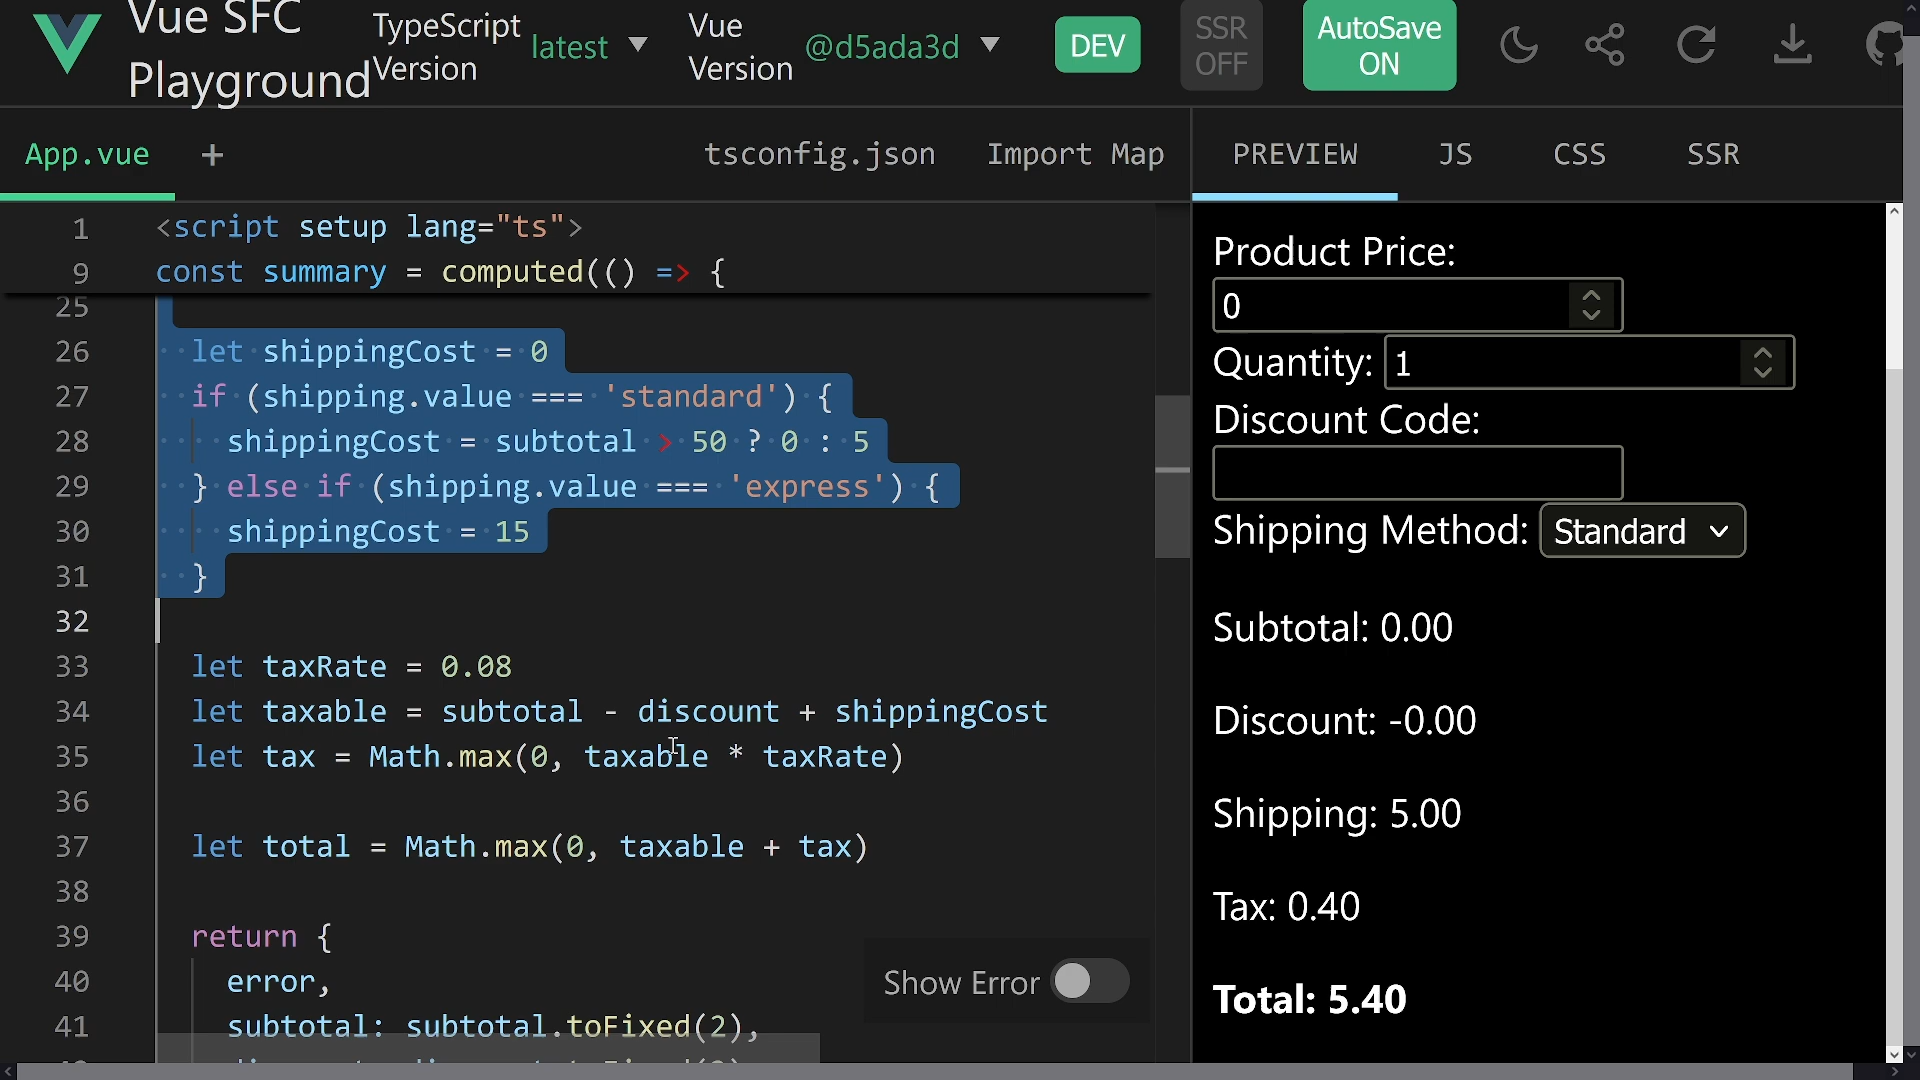 Vue SFC
Playground
TypeScript
Version
latest
Vue
Version
@d5ada3d
DEV
SSR
OFF
AutoSave
ON
App.vue
+
tsconfig.json
Import Map
PREVIEW
JS
CSS
SSR
1 <script setup lang="ts">
9 const summary = computed(() => {
25
26 let shippingCost = 0
27 if (shipping.value === 'standard') {
28 shippingCost = subtotal > 50 ? 0 : 5
29 } else if (shipping.value === 'express') {
30 shippingCost = 15
31 }
32
33 let taxRate = 0.08
34 let taxable = subtotal - discount + shippingCost
35 let tax = Math.max(0, taxable * taxRate)
36
37 let total = Math.max(0, taxable + tax)
38
39 return {
40 error,
41 subtotal: subtotal.toFixed(2),
Show Error
Product Price:
0
Quantity: 1
Discount Code:
Shipping Method: Standard
Subtotal: 0.00
Discount: -0.00
Shipping: 5.00
Tax: 0.40
Total: 5.40